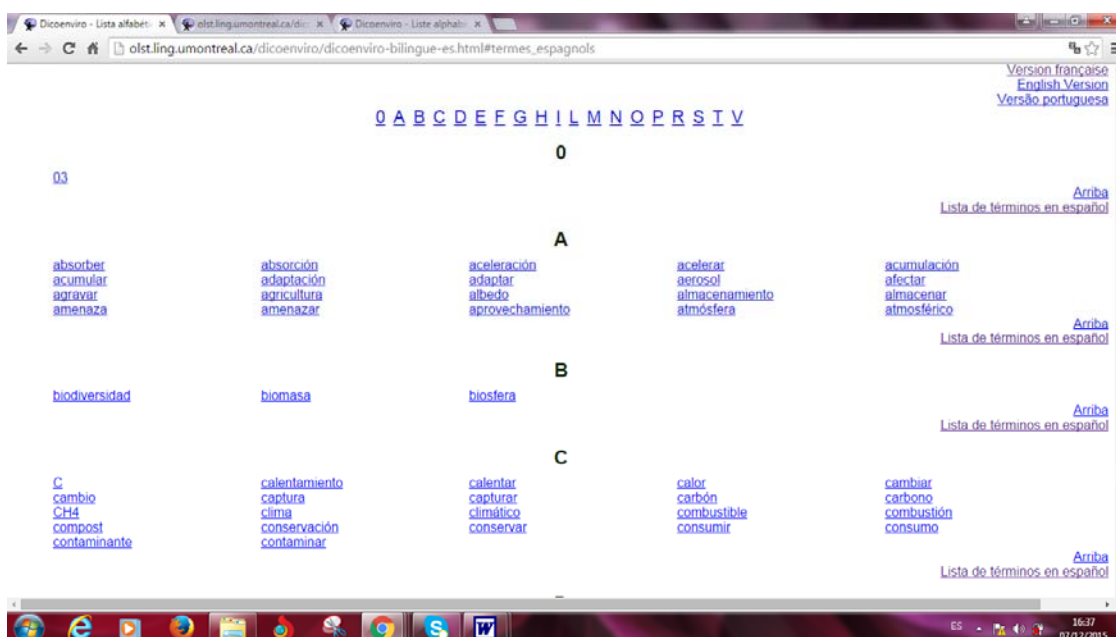 Dicoenviro - Lista alfabét
olst.ling.umontreal.ca/dic
Dicoenviro - Liste alphabe
olst.ling.umontreal.ca/dicoenviro/dicoenviro-bilingue-es.html#termes_espagnols
Version française
English Version
Versão portuguesa
0 A B C D E F G H I L M N O P R S T V
0
03
Arriba
Lista de términos en español
A
absorber absorción aceleración acelerar acumulación
acumular adaptación adaptar aerosol afectar
agravar agricultura albedo almacenamiento almacenar
amenaza amenazar aprovechamiento atmósfera atmosférico
Arriba
Lista de términos en español
B
biodiversidad biomasa biosfera
Arriba
Lista de términos en español
C
C calentamiento calentar calor cambiar
cambio captura capturar carbón carbono
CH4 clima climático combustible combustión
compost conservación conservar consumir consumo
contaminante contaminar
Arriba
Lista de términos en español
ES 16:37
07/12/2015